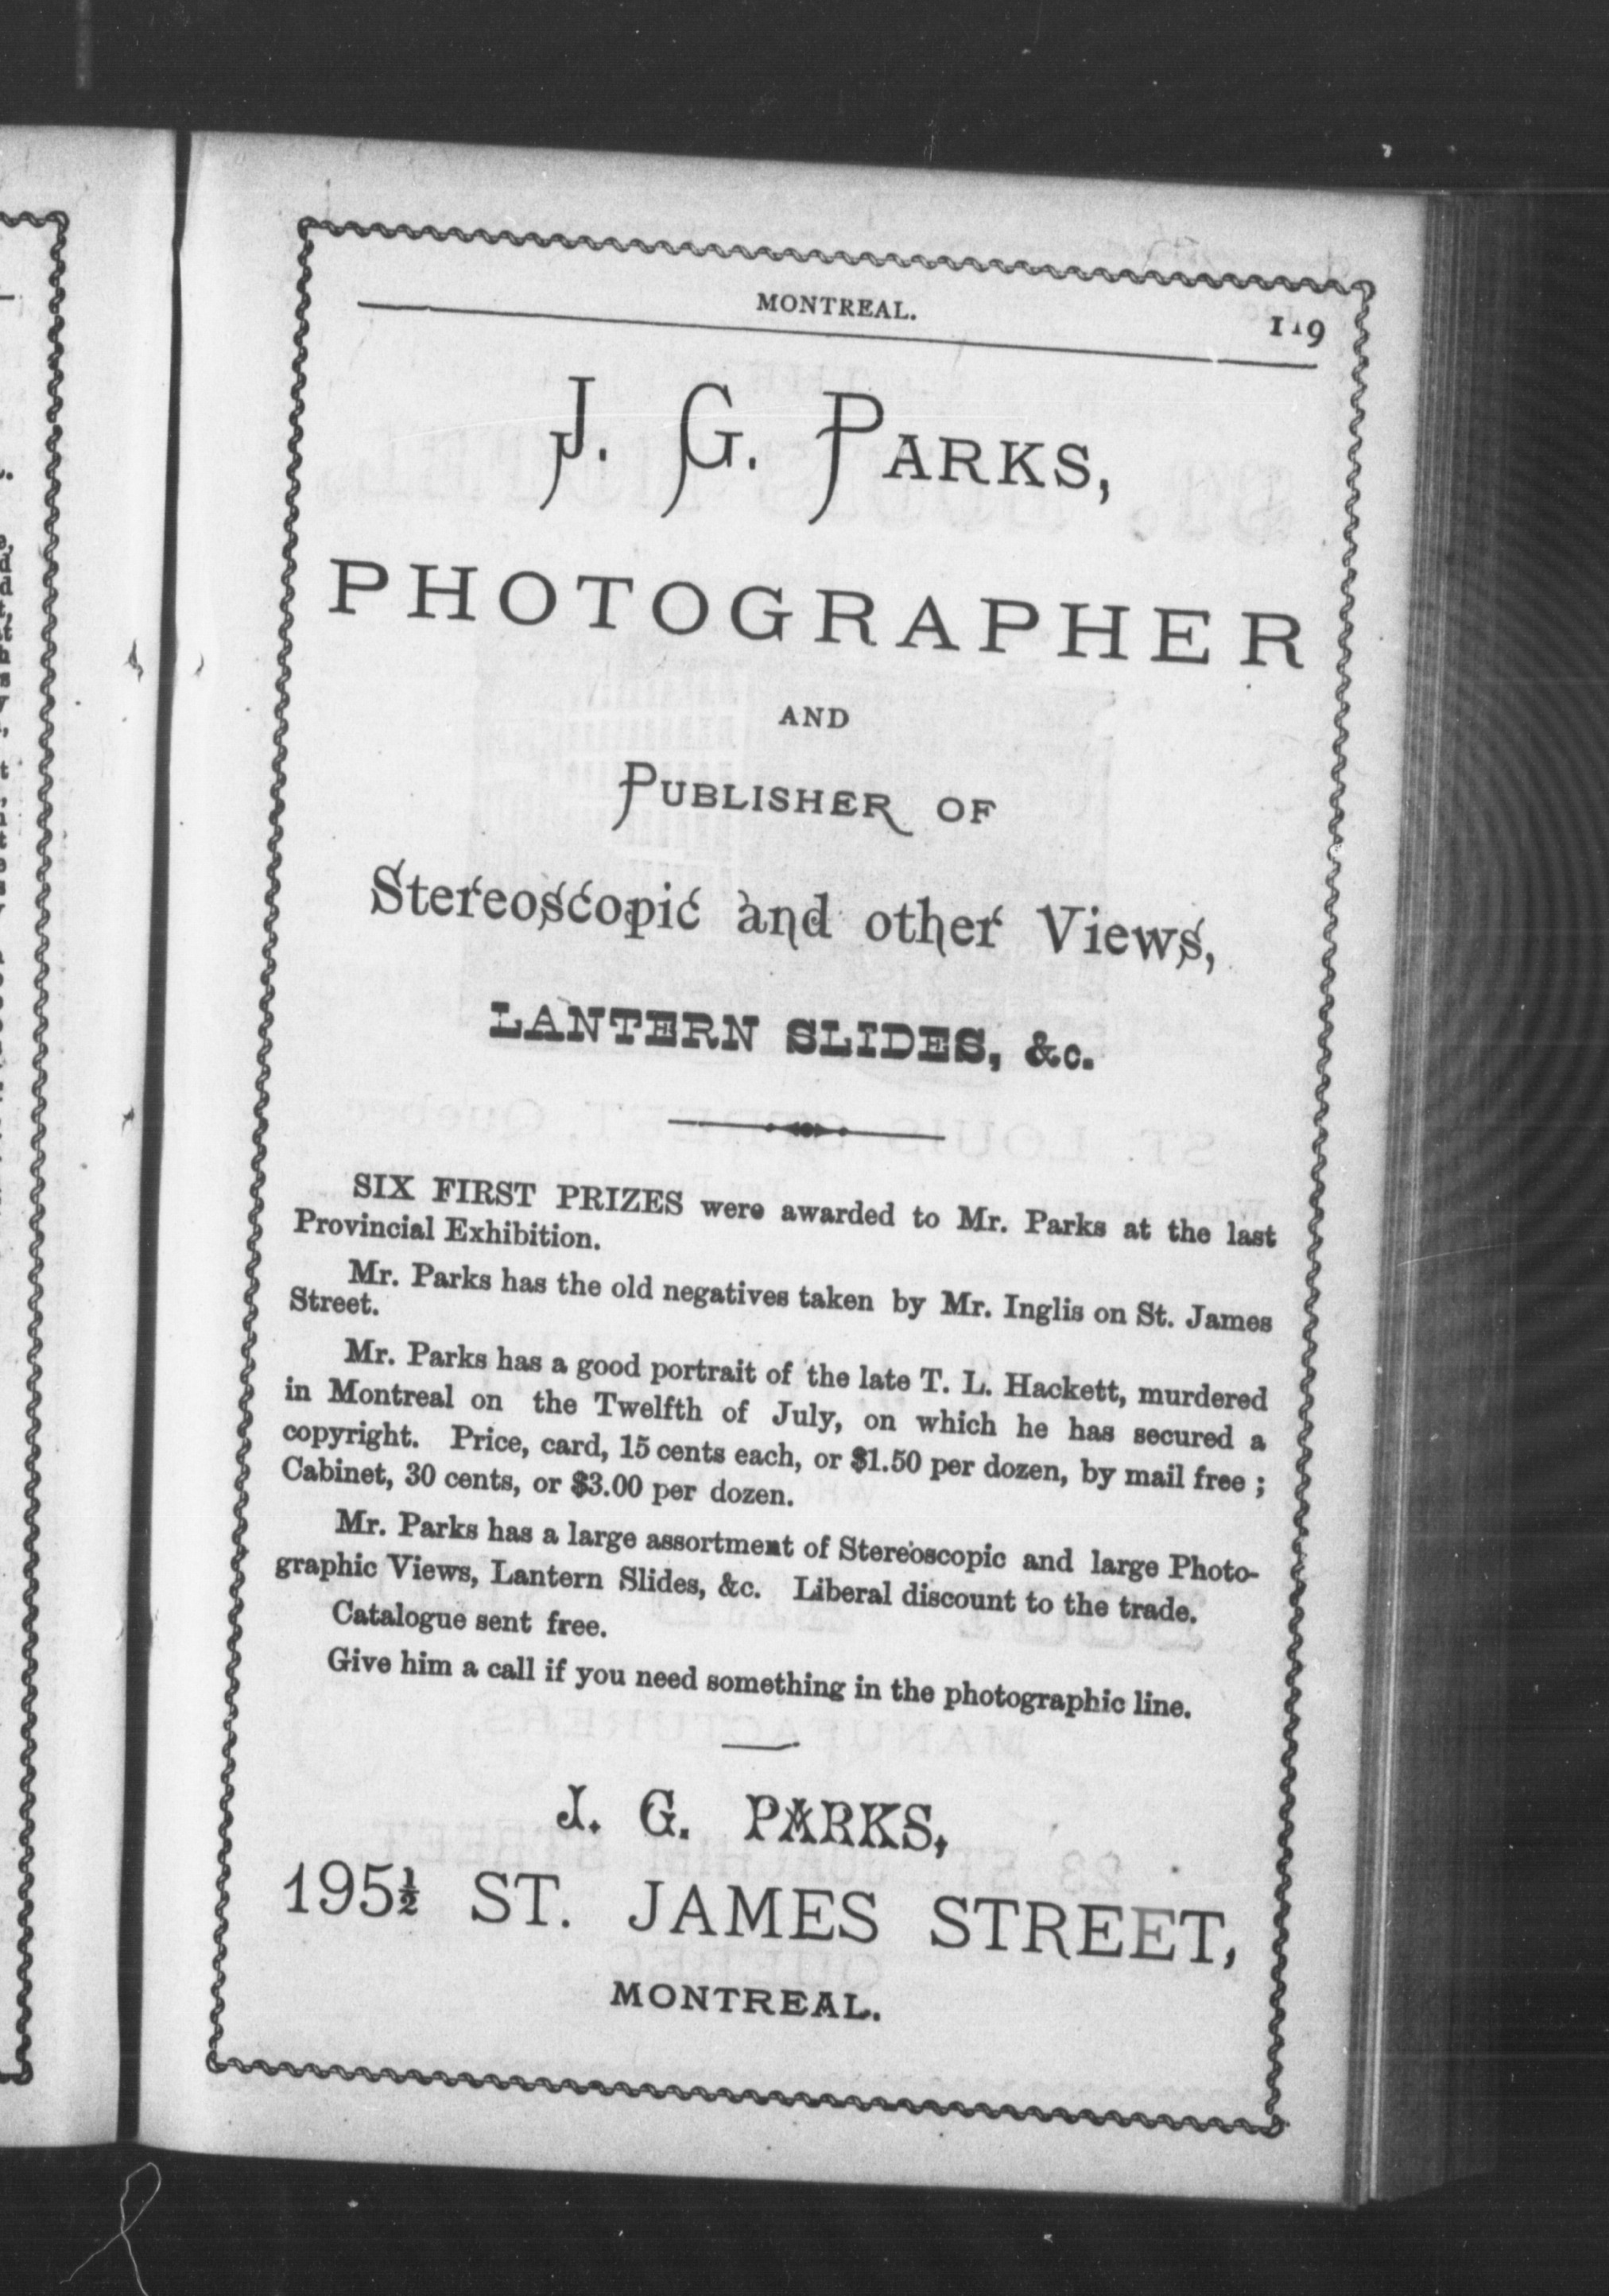 MONTREAL.
119
J. G. PARKS,
PHOTOGRAPHER
AND
PUBLISHER OF
Stereoscopic and other Views,
LANTERN SLIDES, &c.
SIX FIRST PRIZES were awarded to Mr. Parks at the last
Provincial Exhibition.
Mr. Parks has the old negatives taken by Mr. Inglis on St. James
Street.
Mr. Parks has a good portrait of the late T. L. Hackett, murdered
in Montreal on the Twelfth of July, on which he has secured a
copyright. Price, card, 15 cents each, or $1.50 per dozen, by mail free ;
Cabinet, 30 cents, or $3.00 per dozen.
Mr. Parks has a large assortment of Stereoscopic and large Photo-
graphic Views, Lantern Slides, &c. Liberal discount to the trade.
Catalogue sent free.
Give him a call if you need something in the photographic line.
J. G. PARKS,
195½ ST. JAMES STREET,
MONTREAL.